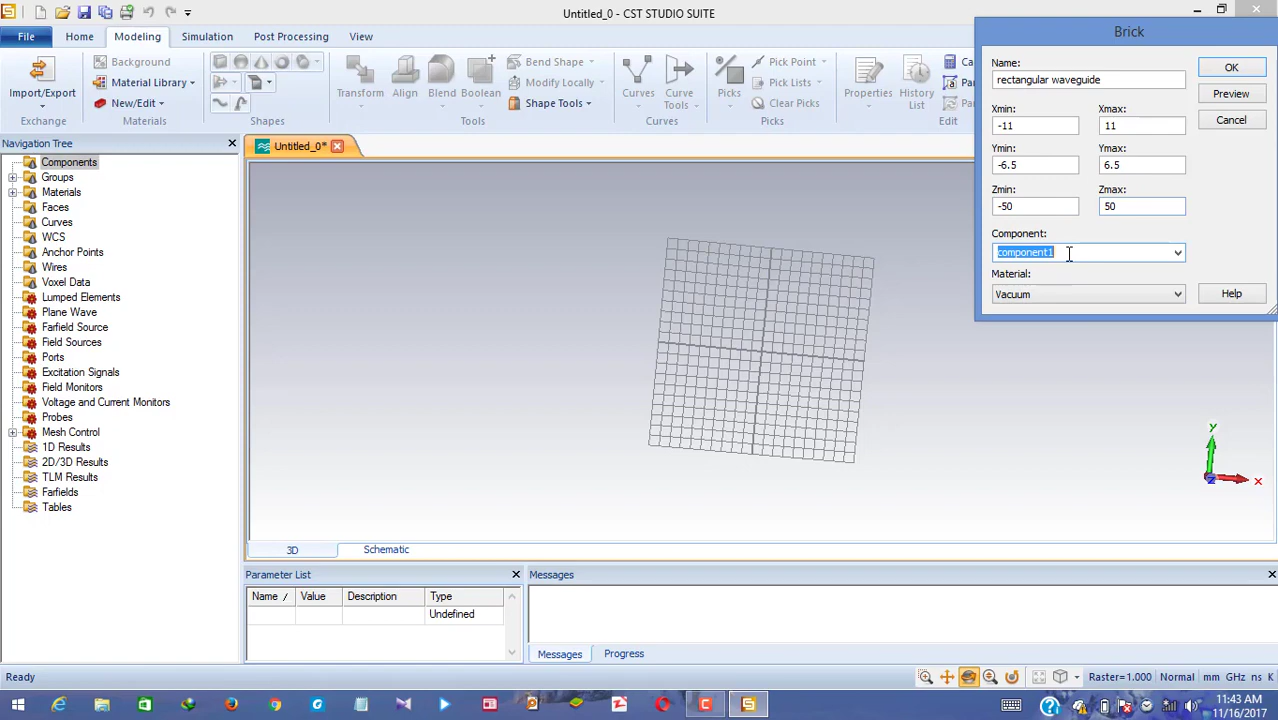 Untitled_0 - CST STUDIO SUITE
File
Home
Modeling
Simulation
Post Processing
View
Import/Export
Exchange
Background
Material Library
New/Edit
Materials
Shapes
Transform
Align
Blend
Boolean
Bend Shape
Modify Locally
Shape Tools
Tools
Curves
Curve Tools
Curves
Picks
Pick Point
Pick Lists
Clear Picks
Picks
Properties
History List
Edit
Navigation Tree
Components
Groups
Materials
Faces
Curves
WCS
Anchor Points
Wires
Voxel Data
Lumped Elements
Plane Wave
Farfield Source
Field Sources
Ports
Excitation Signals
Field Monitors
Voltage and Current Monitors
Probes
Mesh Control
1D Results
2D/3D Results
TLM Results
Farfields
Tables
Untitled_0*
Brick
Name:
rectangular waveguide
OK
Preview
Cancel
Xmin:
Xmax:
-11
11
Ymin:
Ymax:
-6.5
6.5
Zmin:
Zmax:
-50
50
Component:
component1
Material:
Vacuum
Help
y
x
z
3D
Schematic
Parameter List
Name
Value
Description
Type
Undefined
Messages
Messages
Progress
Ready
Raster=1.000
Normal
mm
GHz
ns
K
11:43 AM
11/16/2017